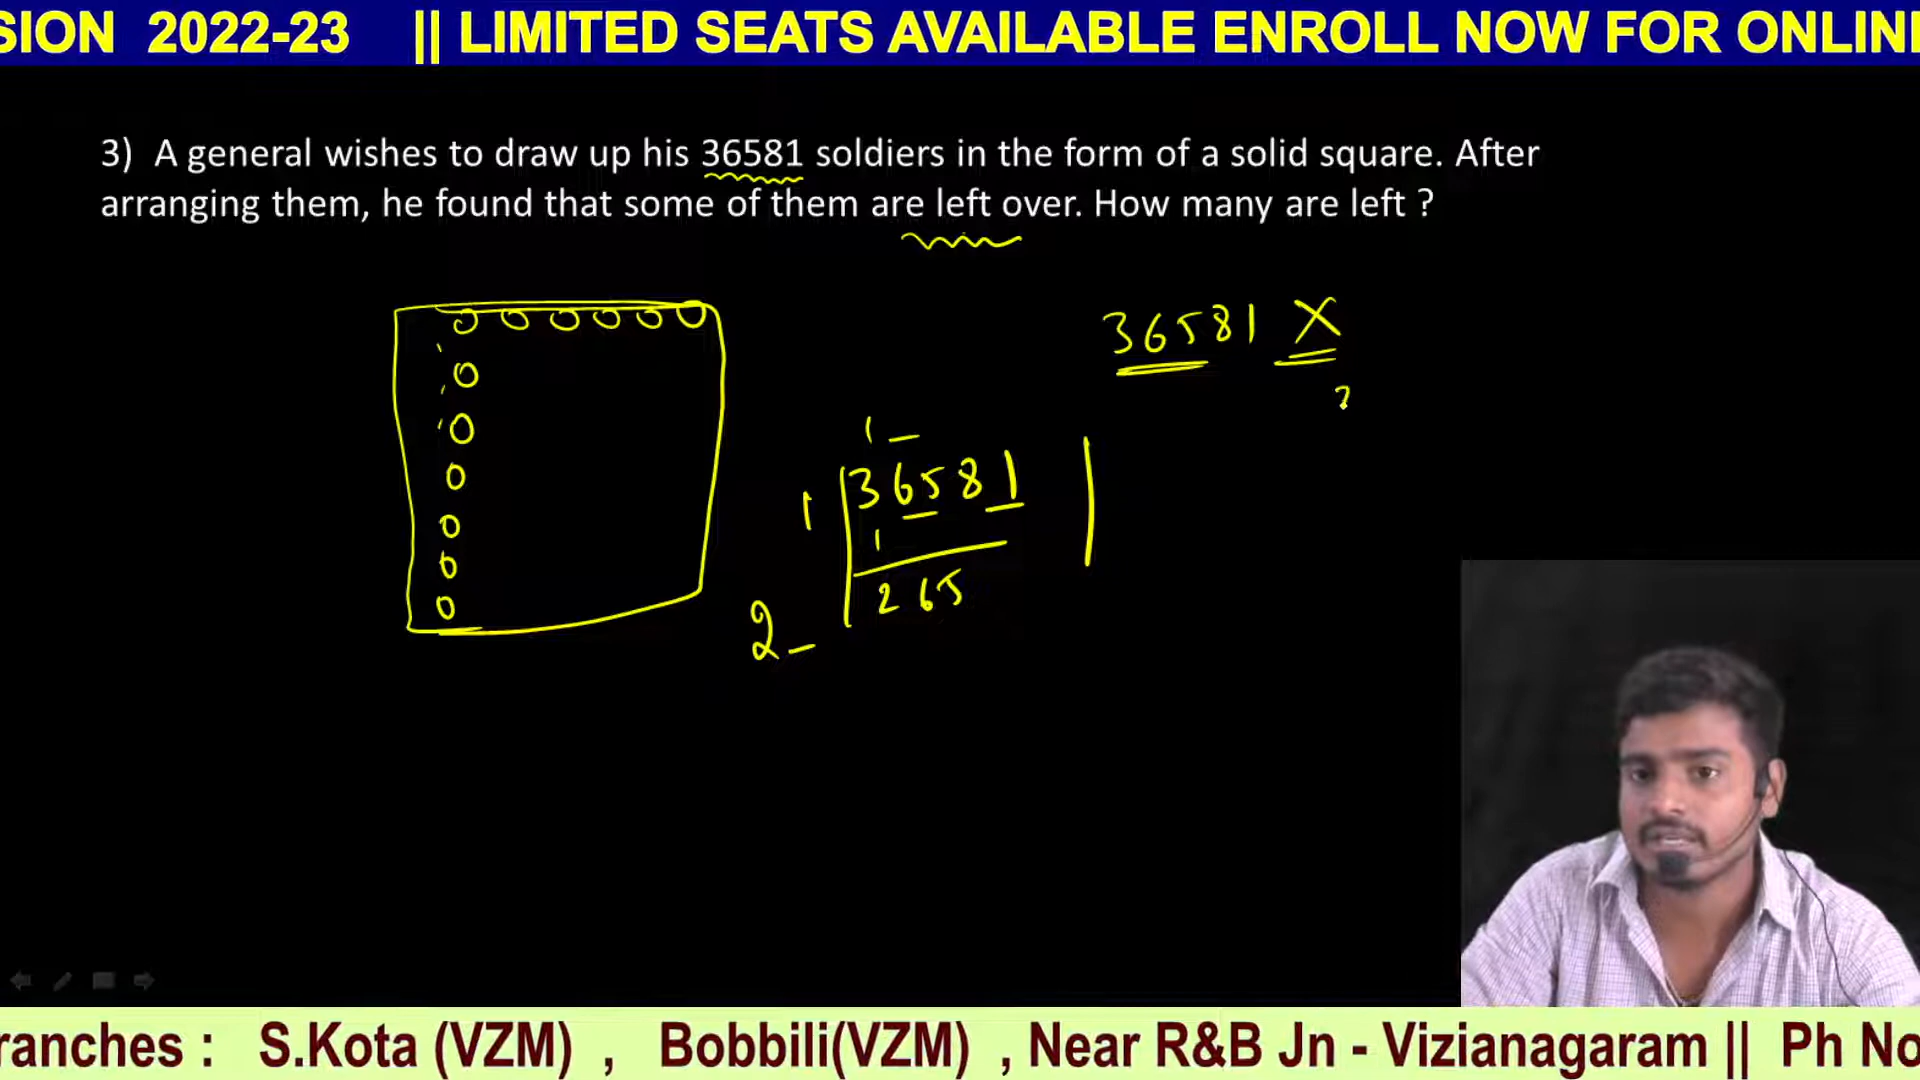 SION 2022-23 || LIMITED SEATS AVAILABLE ENROLL NOW FOR ONLIN
3) A general wishes to draw up his 36581 soldiers in the form of a solid square. After
arranging them, he found that some of them are left over. How many are left ?
36581 X
?
1 _
1 36581
1
2 _ 265
ranches : S.Kota (VZM) , Bobbili(VZM) , Near R&B Jn - Vizianagaram || Ph No